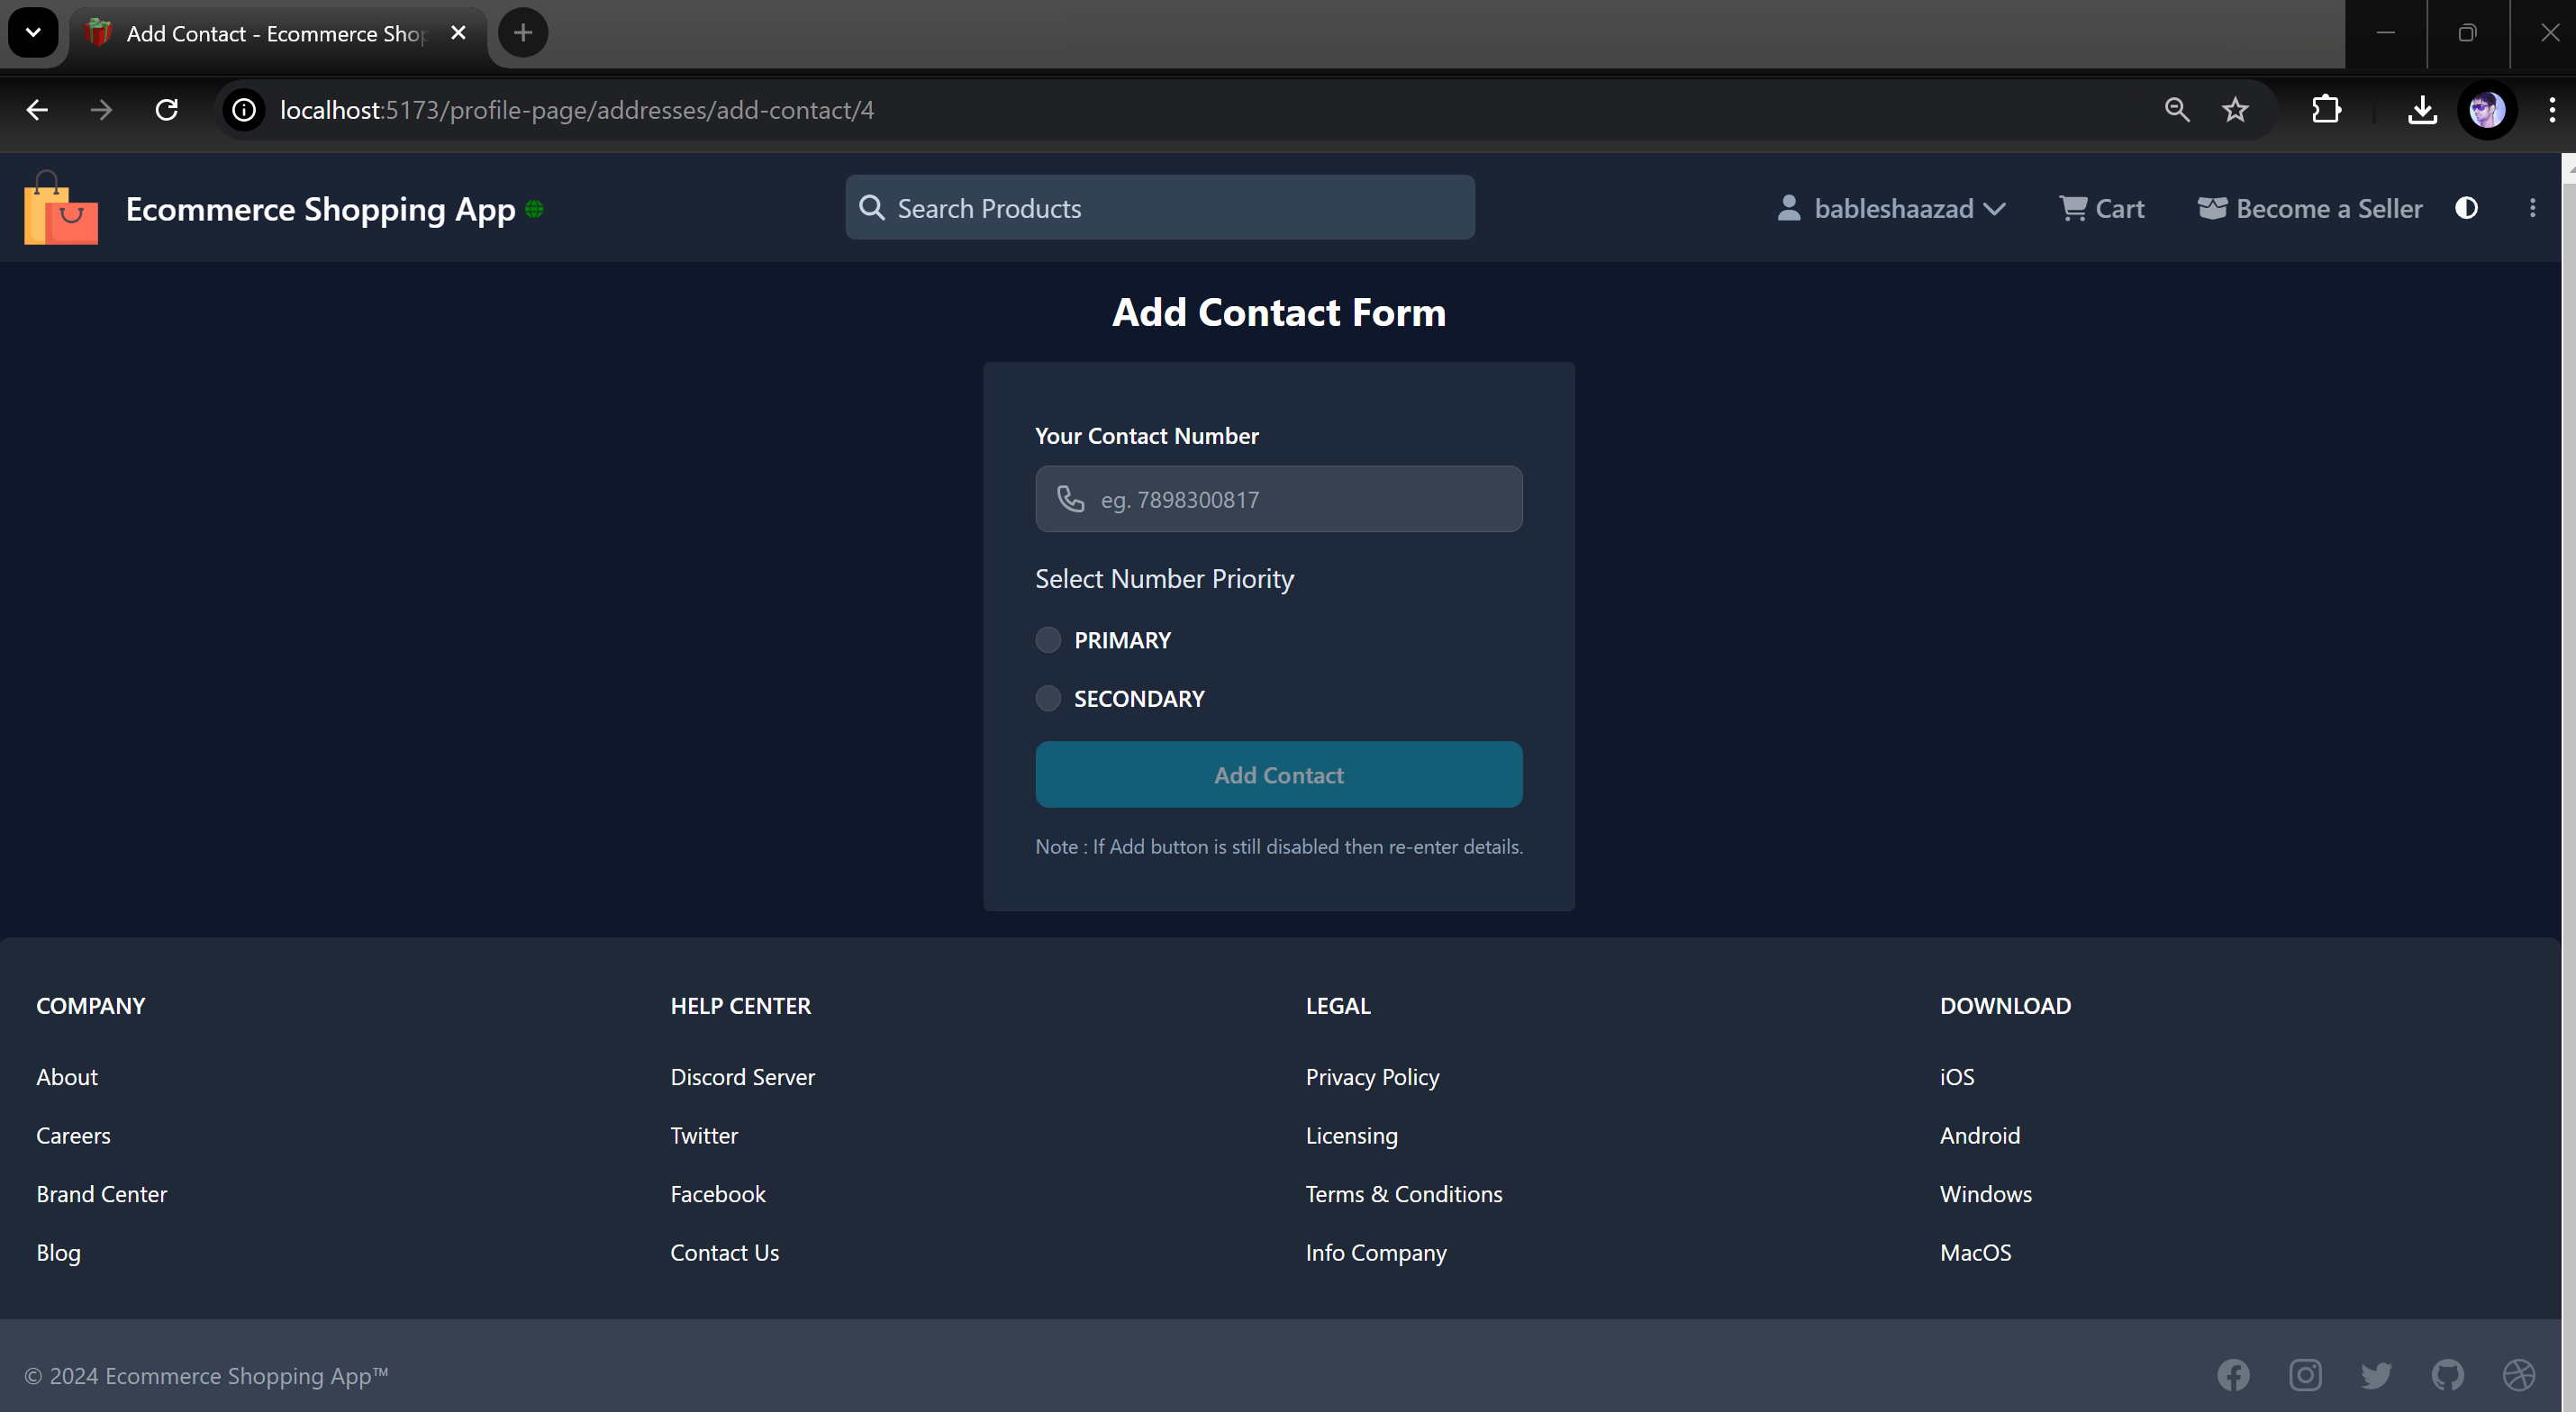 Add Contact - Ecommerce Shop
localhost:5173/profile-page/addresses/add-contact/4
Ecommerce Shopping App
Search Products
bableshaazad
Cart
Become a Seller
Add Contact Form
Your Contact Number
eg. 7898300817
Select Number Priority
PRIMARY
SECONDARY
Add Contact
Note : If Add button is still disabled then re-enter details.
COMPANY
About
Careers
Brand Center
Blog
HELP CENTER
Discord Server
Twitter
Facebook
Contact Us
LEGAL
Privacy Policy
Licensing
Terms & Conditions
Info Company
DOWNLOAD
iOS
Android
Windows
MacOS
© 2024 Ecommerce Shopping App™